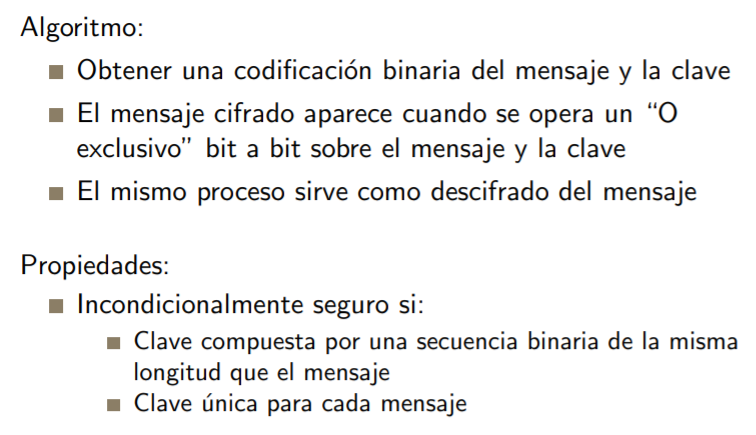 Algoritmo:
Obtener una codificación binaria del mensaje y la clave
El mensaje cifrado aparece cuando se opera un “O
exclusivo” bit a bit sobre el mensaje y la clave
El mismo proceso sirve como descifrado del mensaje
Propiedades:
Incondicionalmente seguro si:
Clave compuesta por una secuencia binaria de la misma
longitud que el mensaje
Clave única para cada mensaje